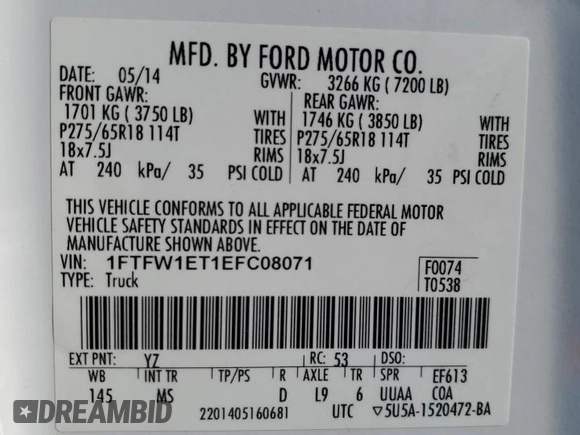 MFD. BY FORD MOTOR CO.
DATE: 05/14 GVWR: 3266 KG ( 7200 LB)
FRONT GAWR: REAR GAWR:
1701 KG ( 3750 LB) WITH 1746 KG ( 3850LB) WITH
P275/65R18 114T TIRES P275/65R18 114T TIRES
18x7.5J RIMS 18x7.5J RIMS
AT 240 kPa/ 35 PSI COLD AT 240 kPa/ 35 PSI COLD
THIS VEHICLE CONFORMS TO ALL APPLICABLE FEDERAL MOTOR
VEHICLE SAFETY STANDARDS IN EFFECT ON THE DATE OF
MANUFACTURE SHOWN ABOVE.
VIN: 1FTFW1ET1EFC08071 F0074
TYPE: Truck T0538
EXT PNT: YZ RC: 53 DSO:
WB INT TR TP/PS R AXLE TR SPR EF613
145 MS D L9 6 UUAA COA
2201405160681 UTC ▽5U5A-1520472-BA
DREAMBID